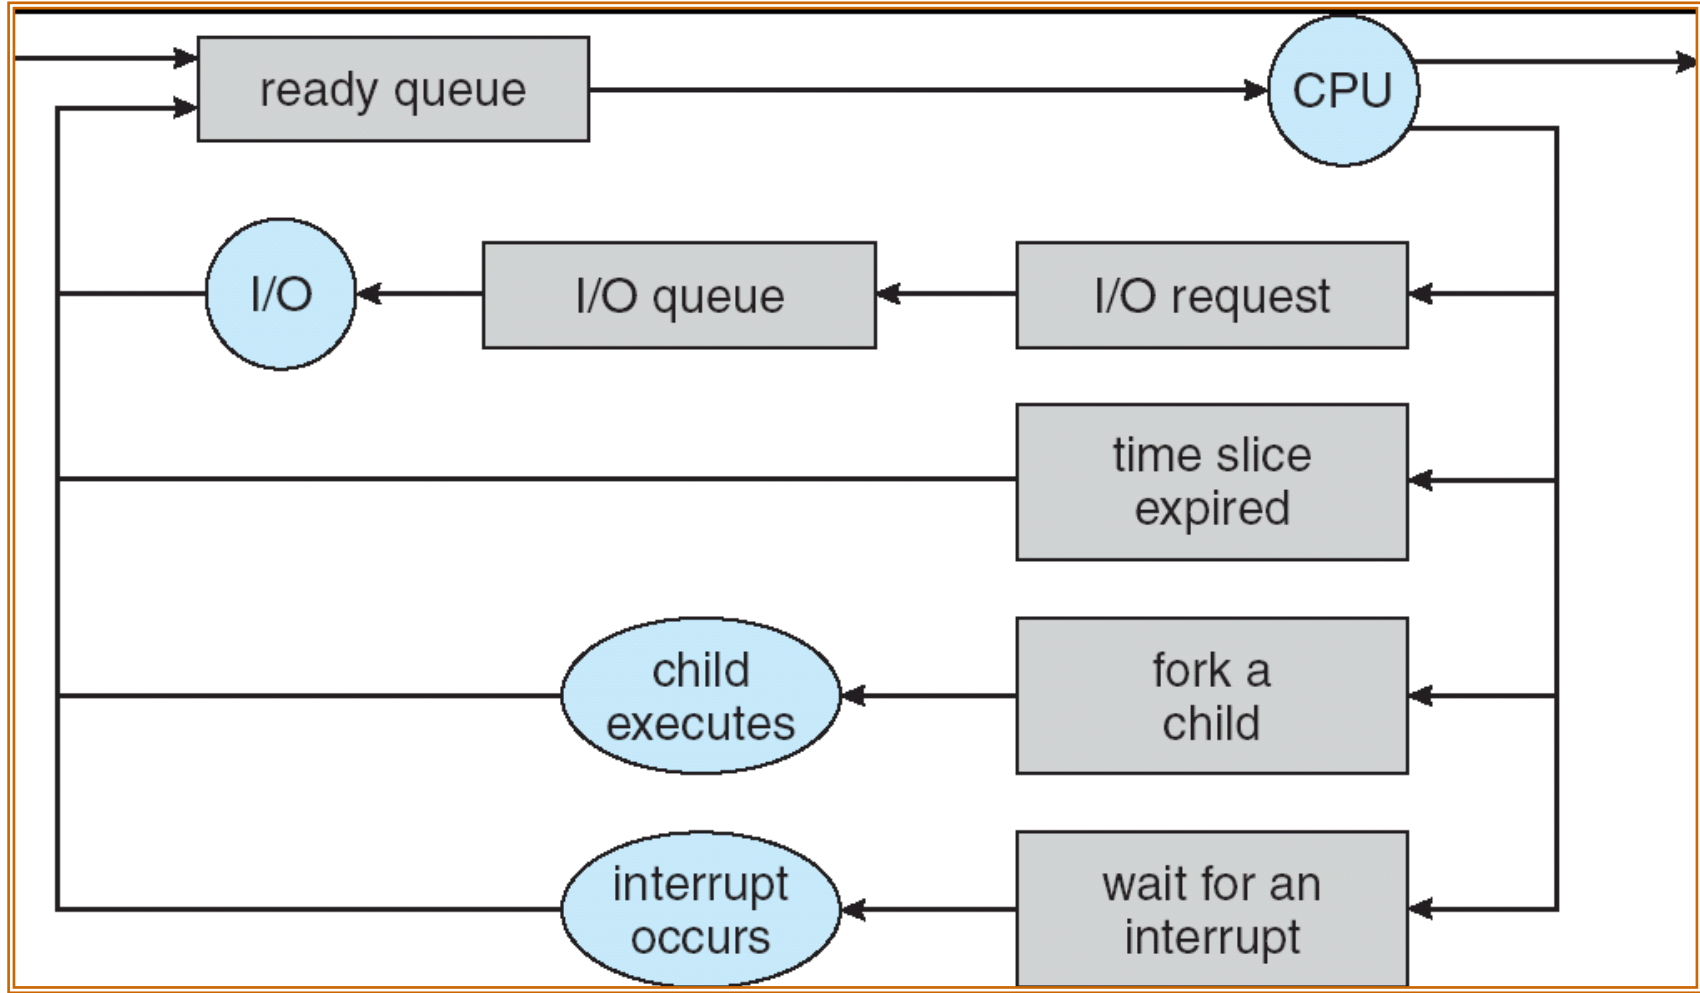 ready queue
CPU
I/O
I/O queue
I/O request
time slice
expired
child
executes
fork a
child
interrupt
occurs
wait for an
interrupt